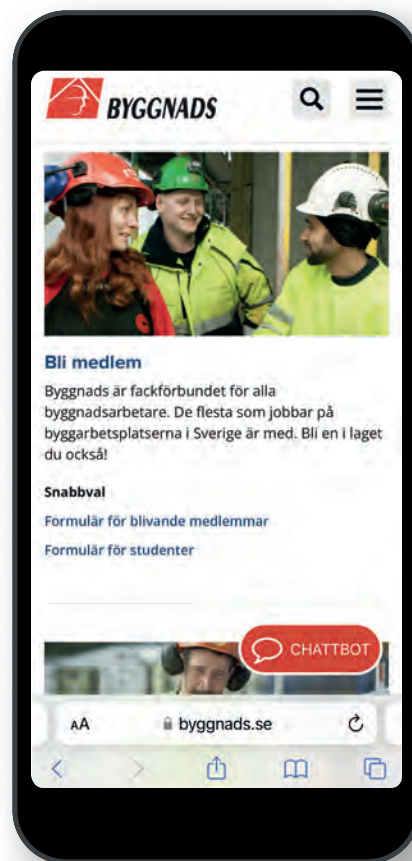 BYGGNADS
Bli medlem
Byggnads är fackförbundet för alla
byggnadsarbetare. De flesta som jobbar på
byggarbetsplatserna i Sverige är med. Bli en i laget
du också!
Snabbval
Formulär för blivande medlemmar
Formulär för studenter
CHATTBOT
AA
byggnads.se